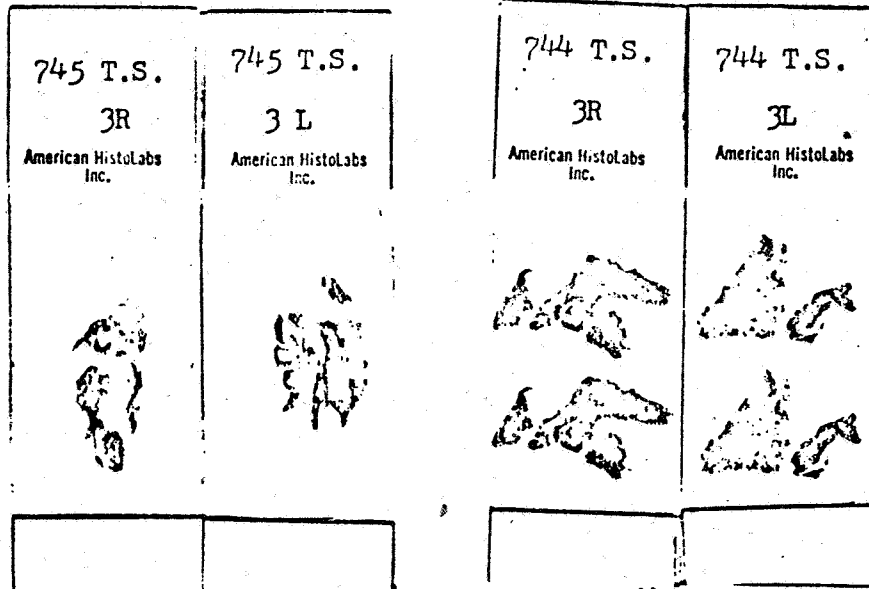 745 T.S.
3R
American HistoLabs
Inc.
745 T.S.
3 L
American HistoLabs
Inc.
744 T.S.
3R
American HistoLabs
Inc.
744 T.S.
3L
American HistoLabs
Inc.